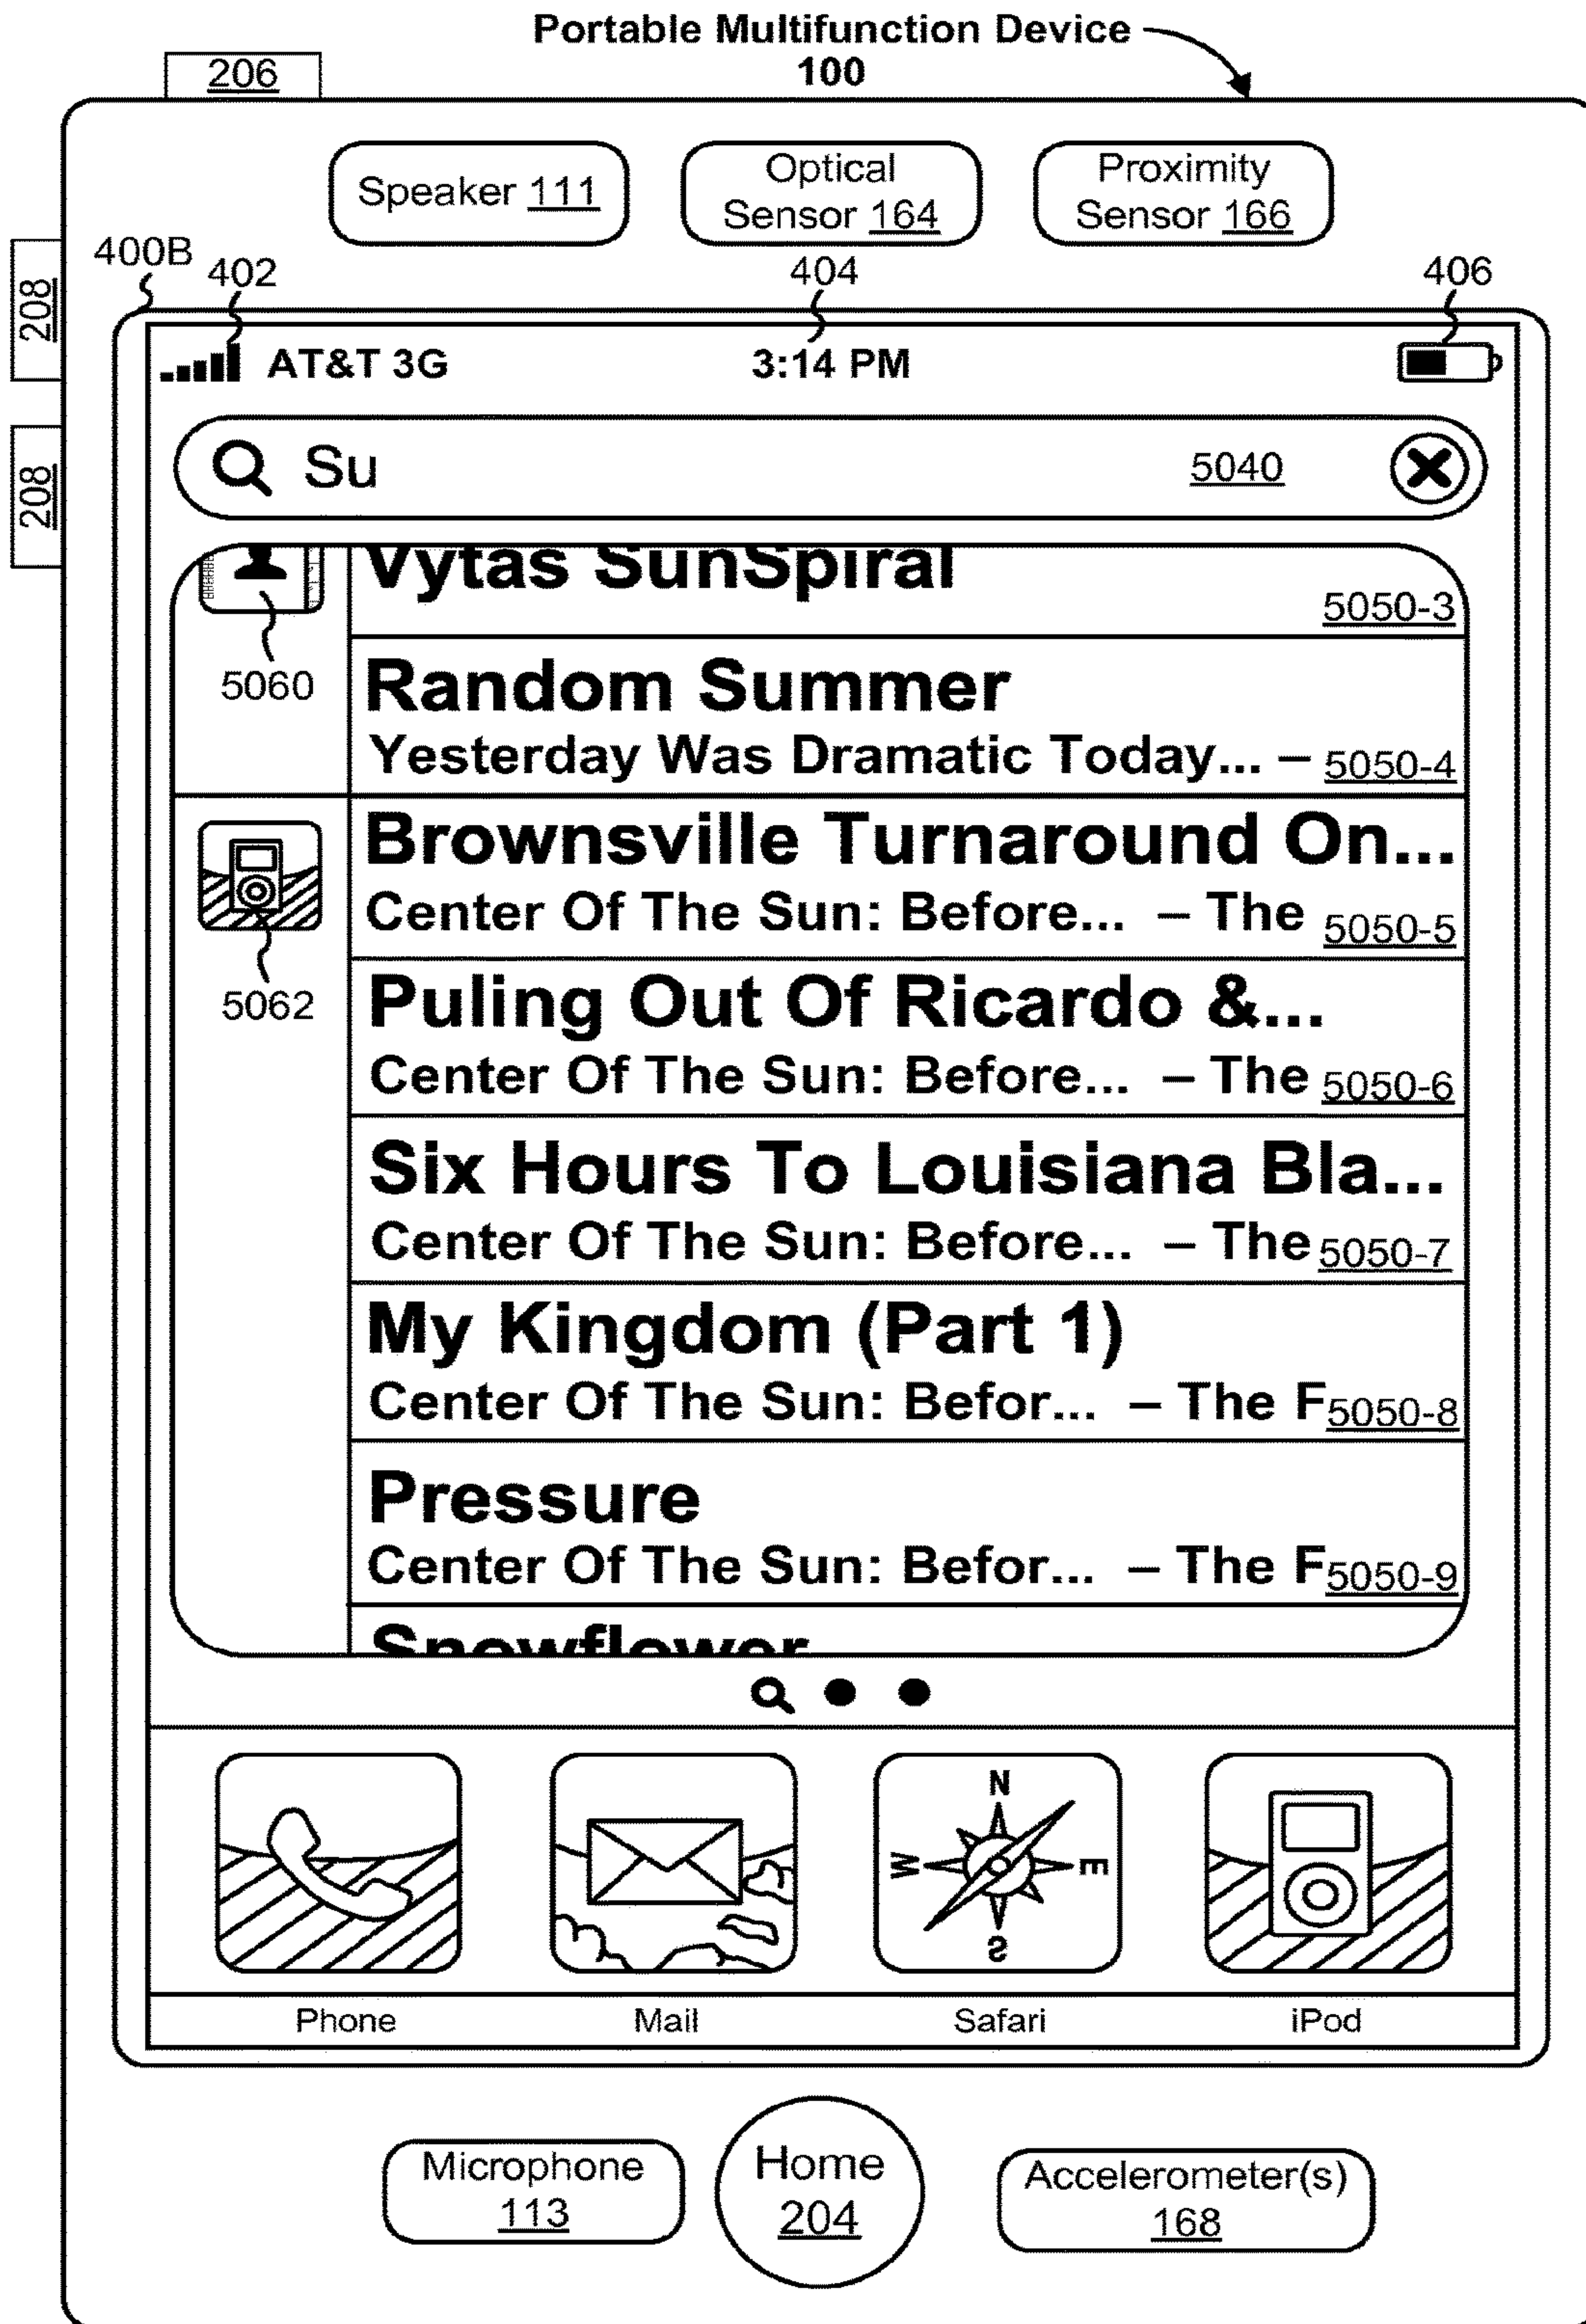 Portable Multifunction Device
100
206
Speaker 111
Optical
Sensor 164
Proximity
Sensor 166
208
208
400B
402
404
406
AT&T 3G
3:14 PM
Su
5040
Vytas SunSpiral
5050-3
5060
Random Summer
Yesterday Was Dramatic Today... – 5050-4
Brownsville Turnaround On...
Center Of The Sun: Before... – The 5050-5
5062
Puling Out Of Ricardo &...
Center Of The Sun: Before... – The 5050-6
Six Hours To Louisiana Bla...
Center Of The Sun: Before... – The 5050-7
My Kingdom (Part 1)
Center Of The Sun: Befor... – The F 5050-8
Pressure
Center Of The Sun: Befor... – The F 5050-9
Snowflower
N
W
E
S
Phone
Mail
Safari
iPod
Microphone
113
Home
204
Accelerometer(s)
168